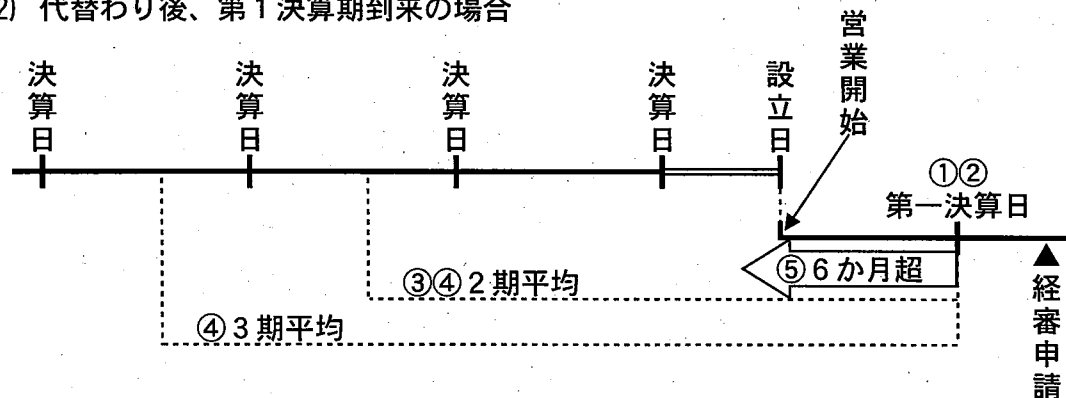 2) 代替わり後、第1決算期到来の場合
決算日
決算日
決算日
決算日
設立日
営業開始
①②
第一決算日
⑤6か月超
③④2期平均
④3期平均
▲
経審申請